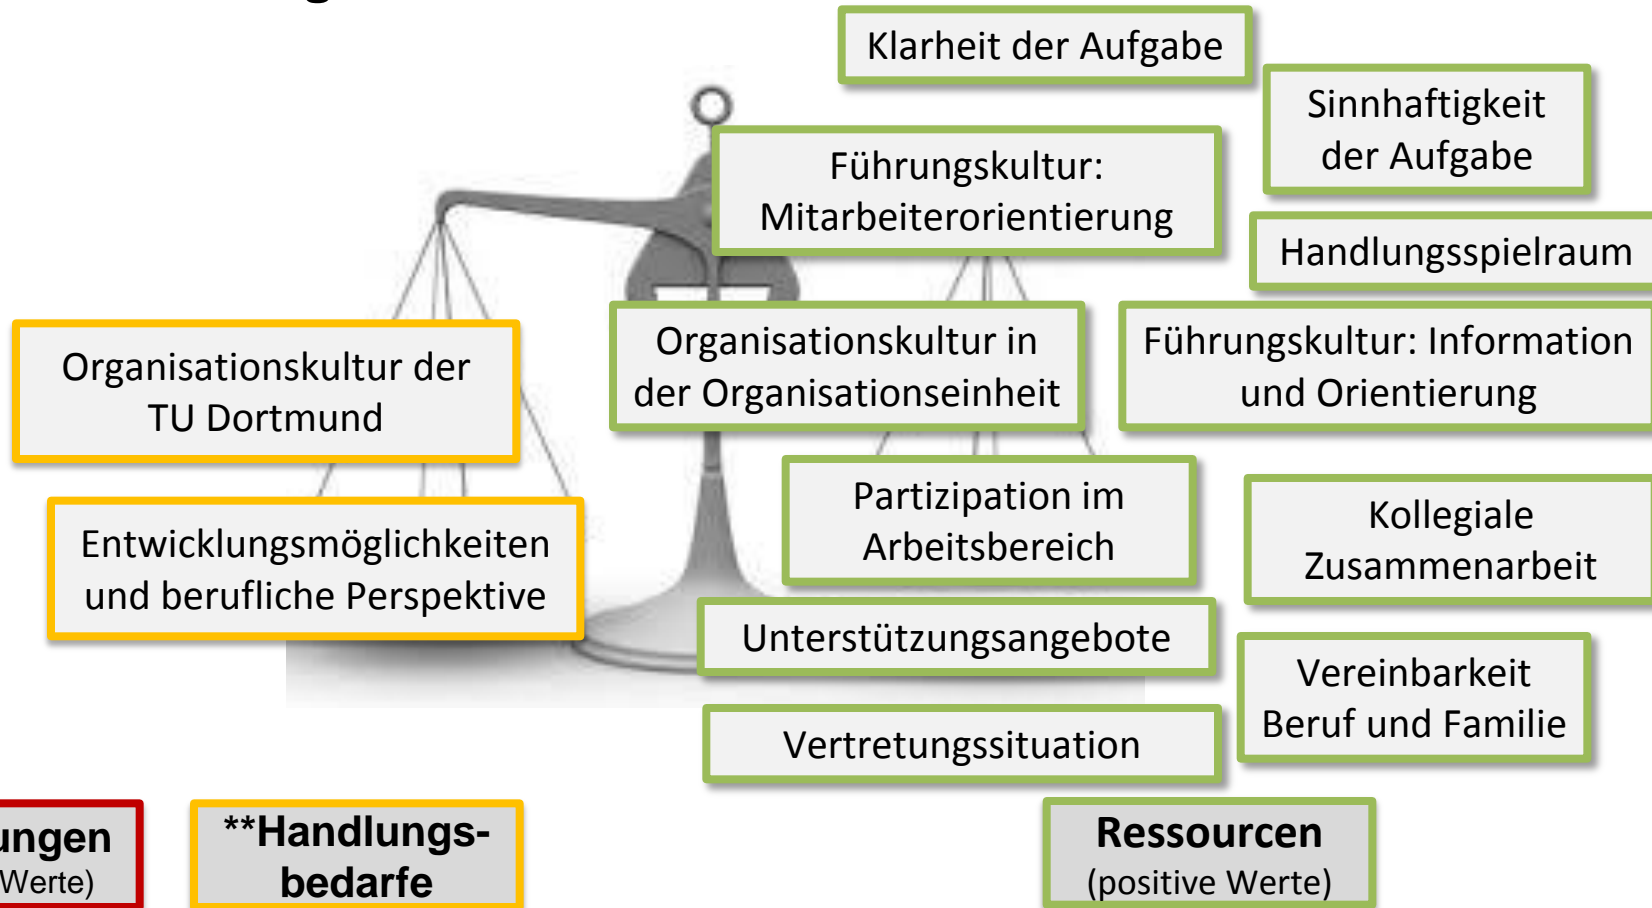 Klarheit der Aufgabe
Sinnhaftigkeit
der Aufgabe
Führungskultur:
Mitarbeiterorientierung
Handlungsspielraum
Organisationskultur in
der Organisationseinheit
Führungskultur: Information
und Orientierung
Organisationskultur der
TU Dortmund
Partizipation im
Arbeitsbereich
Kollegiale
Zusammenarbeit
Entwicklungsmöglichkeiten
und berufliche Perspektive
Unterstützungsangebote
Vereinbarkeit
Beruf und Familie
Vertretungssituation
ungen
Werte)
**Handlungs-
bedarfe
Ressourcen
(positive Werte)